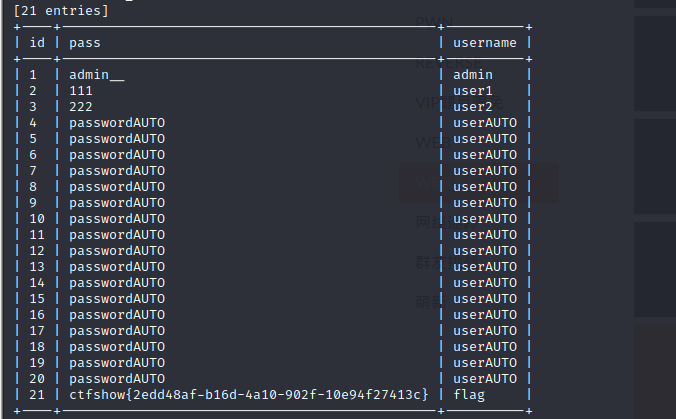 [21 entries]
+----+-----------------------------------------------+----------+
| id | pass | username |
+----+-----------------------------------------------+----------+
| 1 | admin__ | admin |
| 2 | 111 | user1 |
| 3 | 222 | user2 |
| 4 | passwordAUTO | userAUTO |
| 5 | passwordAUTO | userAUTO |
| 6 | passwordAUTO | userAUTO |
| 7 | passwordAUTO | userAUTO |
| 8 | passwordAUTO | userAUTO |
| 9 | passwordAUTO | userAUTO |
| 10 | passwordAUTO | userAUTO |
| 11 | passwordAUTO | userAUTO |
| 12 | passwordAUTO | userAUTO |
| 13 | passwordAUTO | userAUTO |
| 14 | passwordAUTO | userAUTO |
| 15 | passwordAUTO | userAUTO |
| 16 | passwordAUTO | userAUTO |
| 17 | passwordAUTO | userAUTO |
| 18 | passwordAUTO | userAUTO |
| 19 | passwordAUTO | userAUTO |
| 20 | passwordAUTO | userAUTO |
| 21 | ctfshow{2edd48af-b16d-4a10-902f-10e94f27413c} | flag |
+----+-----------------------------------------------+----------+
PWN